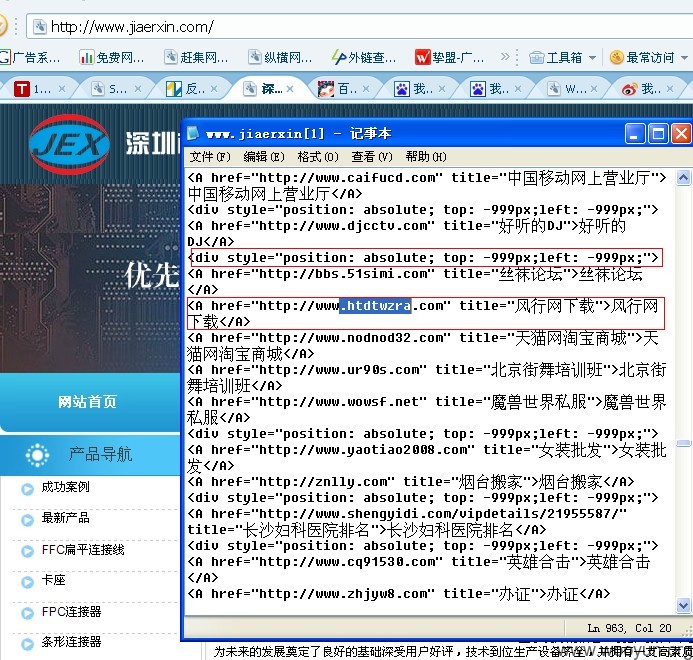 http://www.jiaerxin.com/
广告系...
免费网...
赶集网...
纵横网...
外链查...
挚盟-广...
工具箱
最常访问
1...
S...
反...
深...
百...
我...
我...
W...
我...
JEX
深圳
优先
网站首页
产品导航
成功案例
最新产品
FFC扁平连接线
卡座
FPC连接器
条形连接器
www.jiaerxin[1] - 记事本
文件(F) 编辑(E) 格式(O) 查看(V) 帮助(H)
<A href="http://www.caifucd.com" title="中国移动网上营业厅">
中国移动网上营业厅</A>
<div style="position: absolute; top: -999px;left: -999px;">
<A href="http://www.djcctv.com" title="好听的DJ">好听的
DJ</A>
<div style="position: absolute; top: -999px;left: -999px;">
<A href="http://bbs.51simi.com" title="丝袜论坛">丝袜论坛
</A>
<A href="http://www.htdtwzra.com" title="风行网下载">风行网
下载</A>
<A href="http://www.nodnod32.com" title="天猫网淘宝商城">天
猫网淘宝商城</A>
<A href="http://www.ur90s.com" title="北京街舞培训班">北京街
舞培训班</A>
<A href="http://www.wowsf.net" title="魔兽世界私服">魔兽世界
私服</A>
<div style="position: absolute; top: -999px;left: -999px;">
<A href="http://www.yaotiao2008.com" title="女装批发">女装批
发</A>
<A href="http://znlly.com" title="烟台搬家">烟台搬家</A>
<div style="position: absolute; top: -999px;left: -999px;">
<A href="http://www.shengyidi.com/vipdetails/21955587/"
title="长沙妇科医院排名">长沙妇科医院排名</A>
<div style="position: absolute; top: -999px;left: -999px;">
<A href="http://www.cq91530.com" title="英雄合击">英雄合击
</A>
<A href="http://www.zhjyw8.com" title="办证">办证</A>
Ln 963, Col 20
为未来的发展奠定了良好的基础深受用户好评，技术到位生产设备齐全，并拥有一支高素质